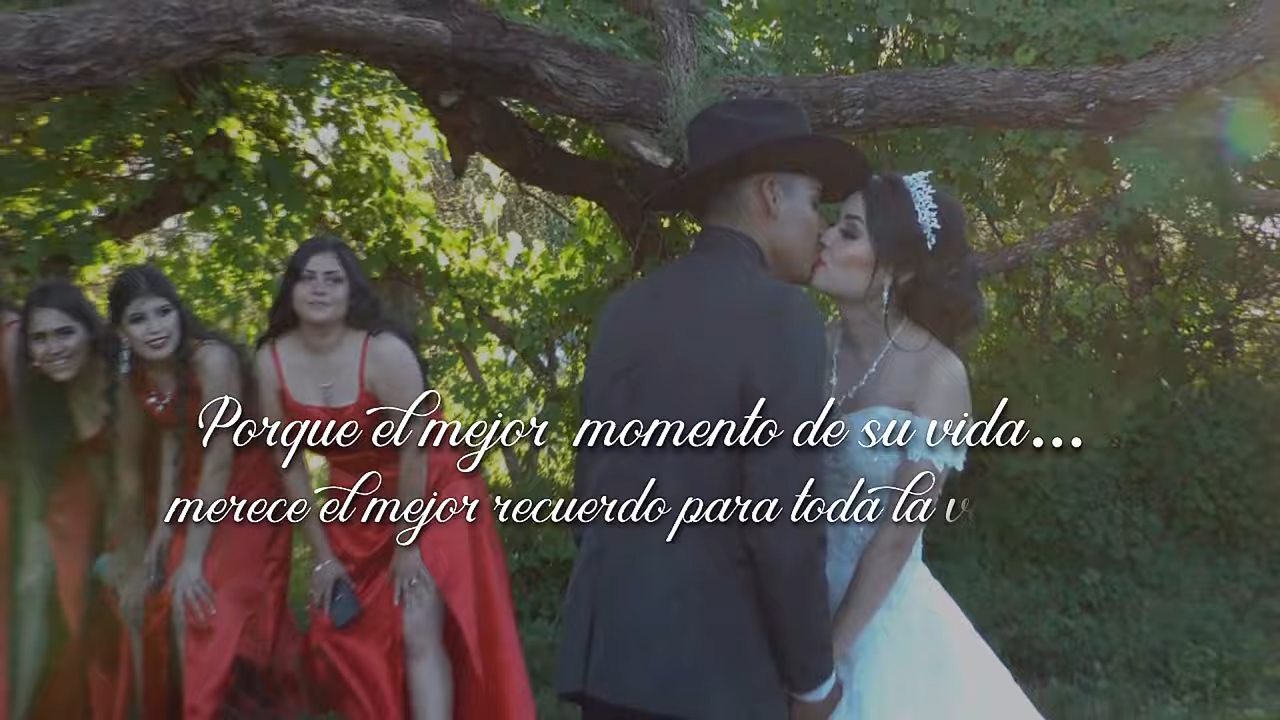 Porque el mejor momento de su vida...
merece el mejor recuerdo para toda la v